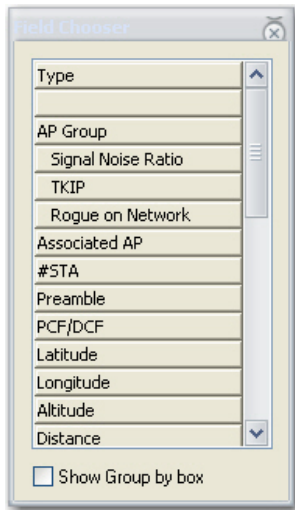 Field Chooser
Type
AP Group
Signal Noise Ratio
TKIP
Rogue on Network
Associated AP
#STA
Preamble
PCF/DCF
Latitude
Longitude
Altitude
Distance
Show Group by box